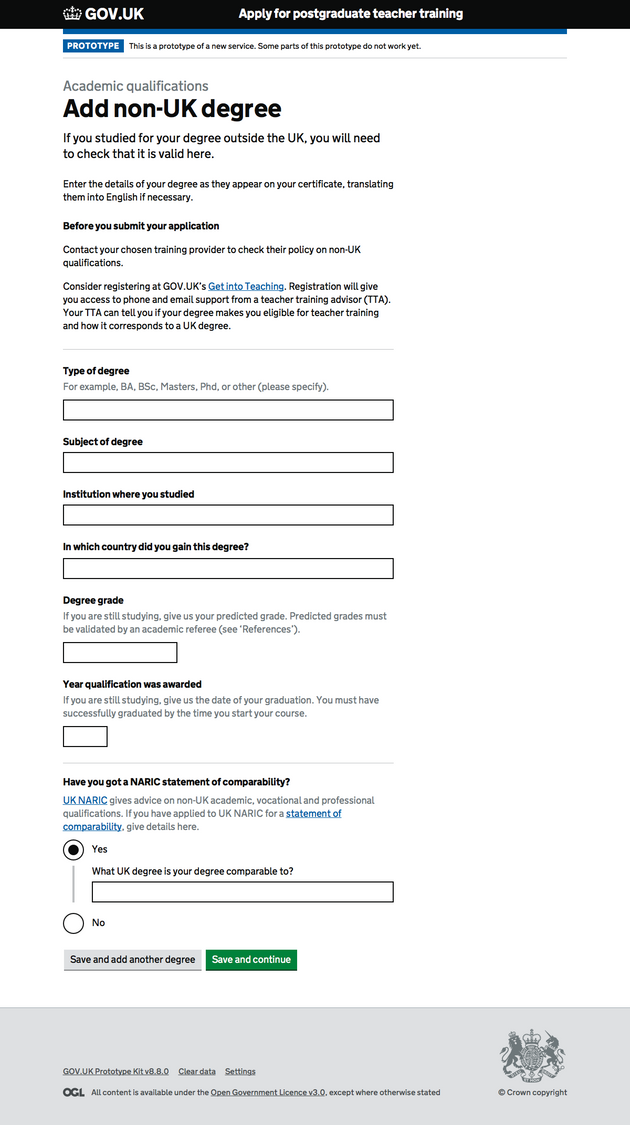 GOV.UK Apply for postgraduate teacher training
PROTOTYPE This is a prototype of a new service. Some parts of this prototype do not work yet.
Academic qualifications
Add non-UK degree
If you studied for your degree outside the UK, you will need
to check that it is valid here.
Enter the details of your degree as they appear on your certificate, translating
them into English if necessary.
Before you submit your application
Contact your chosen training provider to check their policy on non-UK
qualifications.
Consider registering at GOV.UK's Get into Teaching. Registration will give
you access to phone and email support from a teacher training advisor (TTA).
Your TTA can tell you if your degree makes you eligible for teacher training
and how it corresponds to a UK degree.
Type of degree
For example, BA, BSc, Masters, Phd, or other (please specify).
Subject of degree
Institution where you studied
In which country did you gain this degree?
Degree grade
If you are still studying, give us your predicted grade. Predicted grades must
be validated by an academic referee (see 'References').
Year qualification was awarded
If you are still studying, give us the date of your graduation. You must have
successfully graduated by the time you start your course.
Have you got a NARIC statement of comparability?
UK NARIC gives advice on non-UK academic, vocational and professional
qualifications. If you have applied to UK NARIC for a statement of
comparability, give details here.
Yes
What UK degree is your degree comparable to?
No
Save and add another degree Save and continue
GOV.UK Prototype Kit v8.8.0 Clear data Settings
OGL All content is available under the Open Government Licence v3.0, except where otherwise stated
© Crown copyright